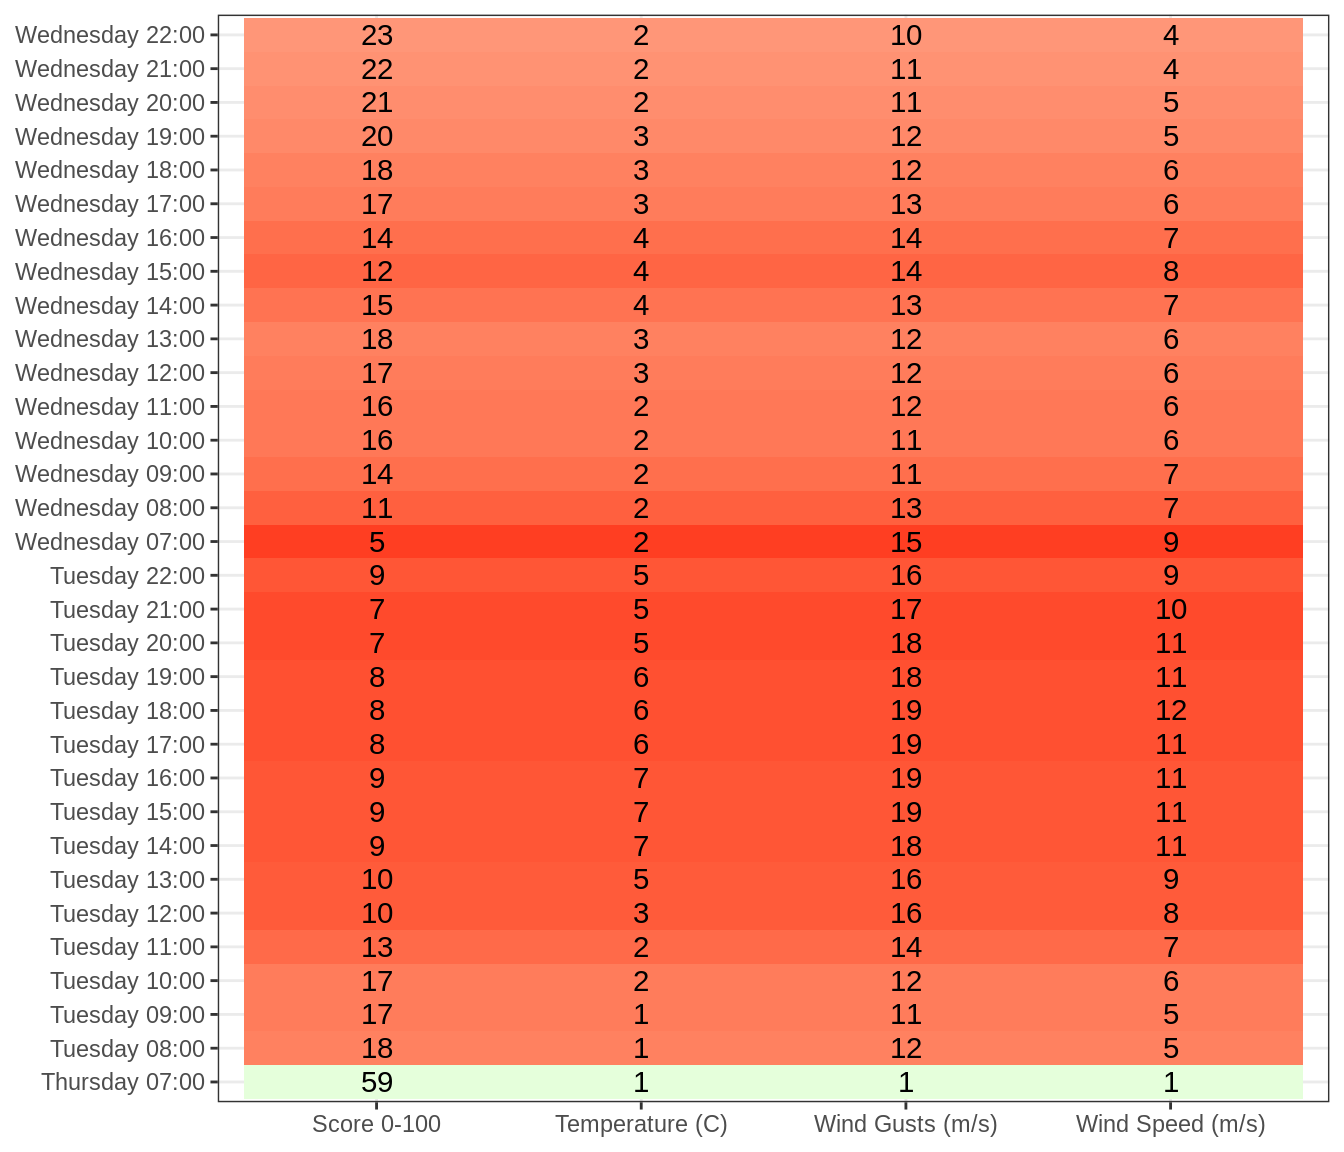 Wednesday 22:00 23 2 10 4
Wednesday 21:00 22 2 11 4
Wednesday 20:00 21 2 11 5
Wednesday 19:00 20 3 12 5
Wednesday 18:00 18 3 12 6
Wednesday 17:00 17 3 13 6
Wednesday 16:00 14 4 14 7
Wednesday 15:00 12 4 14 8
Wednesday 14:00 15 4 13 7
Wednesday 13:00 18 3 12 6
Wednesday 12:00 17 3 12 6
Wednesday 11:00 16 2 12 6
Wednesday 10:00 16 2 11 6
Wednesday 09:00 14 2 11 7
Wednesday 08:00 11 2 13 7
Wednesday 07:00 5 2 15 9
Tuesday 22:00 9 5 16 9
Tuesday 21:00 7 5 17 10
Tuesday 20:00 7 5 18 11
Tuesday 19:00 8 6 18 11
Tuesday 18:00 8 6 19 12
Tuesday 17:00 8 6 19 11
Tuesday 16:00 9 7 19 11
Tuesday 15:00 9 7 19 11
Tuesday 14:00 9 7 18 11
Tuesday 13:00 10 5 16 9
Tuesday 12:00 10 3 16 8
Tuesday 11:00 13 2 14 7
Tuesday 10:00 17 2 12 6
Tuesday 09:00 17 1 11 5
Tuesday 08:00 18 1 12 5
Thursday 07:00 59 1 1 1
Score 0-100 Temperature (C) Wind Gusts (m/s) Wind Speed (m/s)